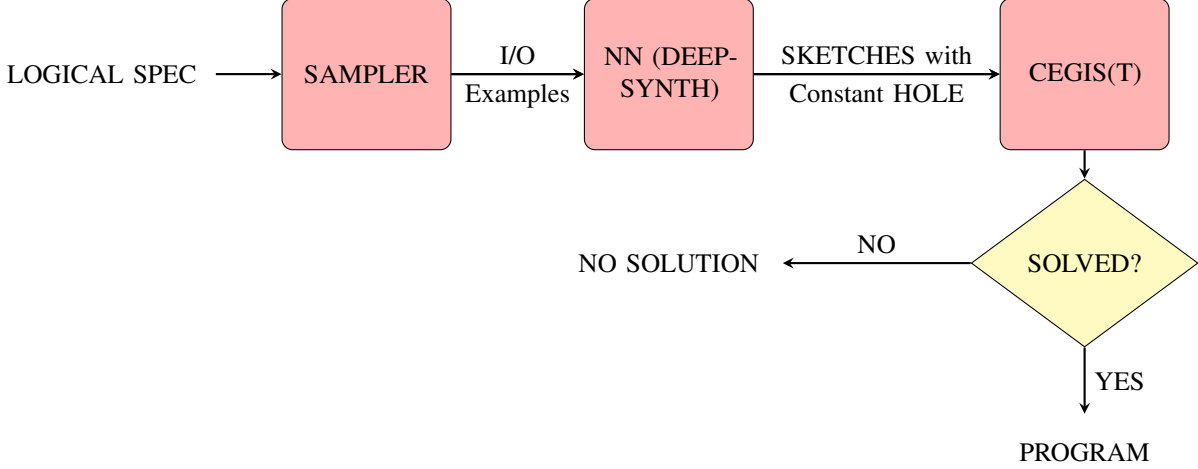 LOGICAL SPEC
SAMPLER
I/O
Examples
NN (DEEP-
SYNTH)
SKETCHES with
Constant HOLE
CEGIS(T)
SOLVED?
NO
NO SOLUTION
YES
PROGRAM